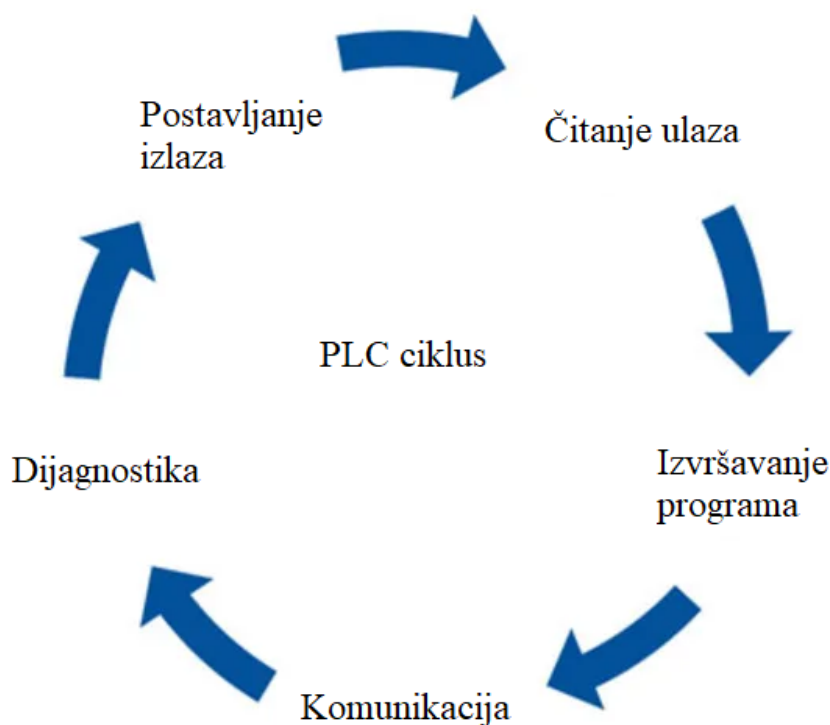 Postavljanje
izlaza
Čitanje ulaza
PLC ciklus
Dijagnostika
Izvršavanje
programa
Komunikacija